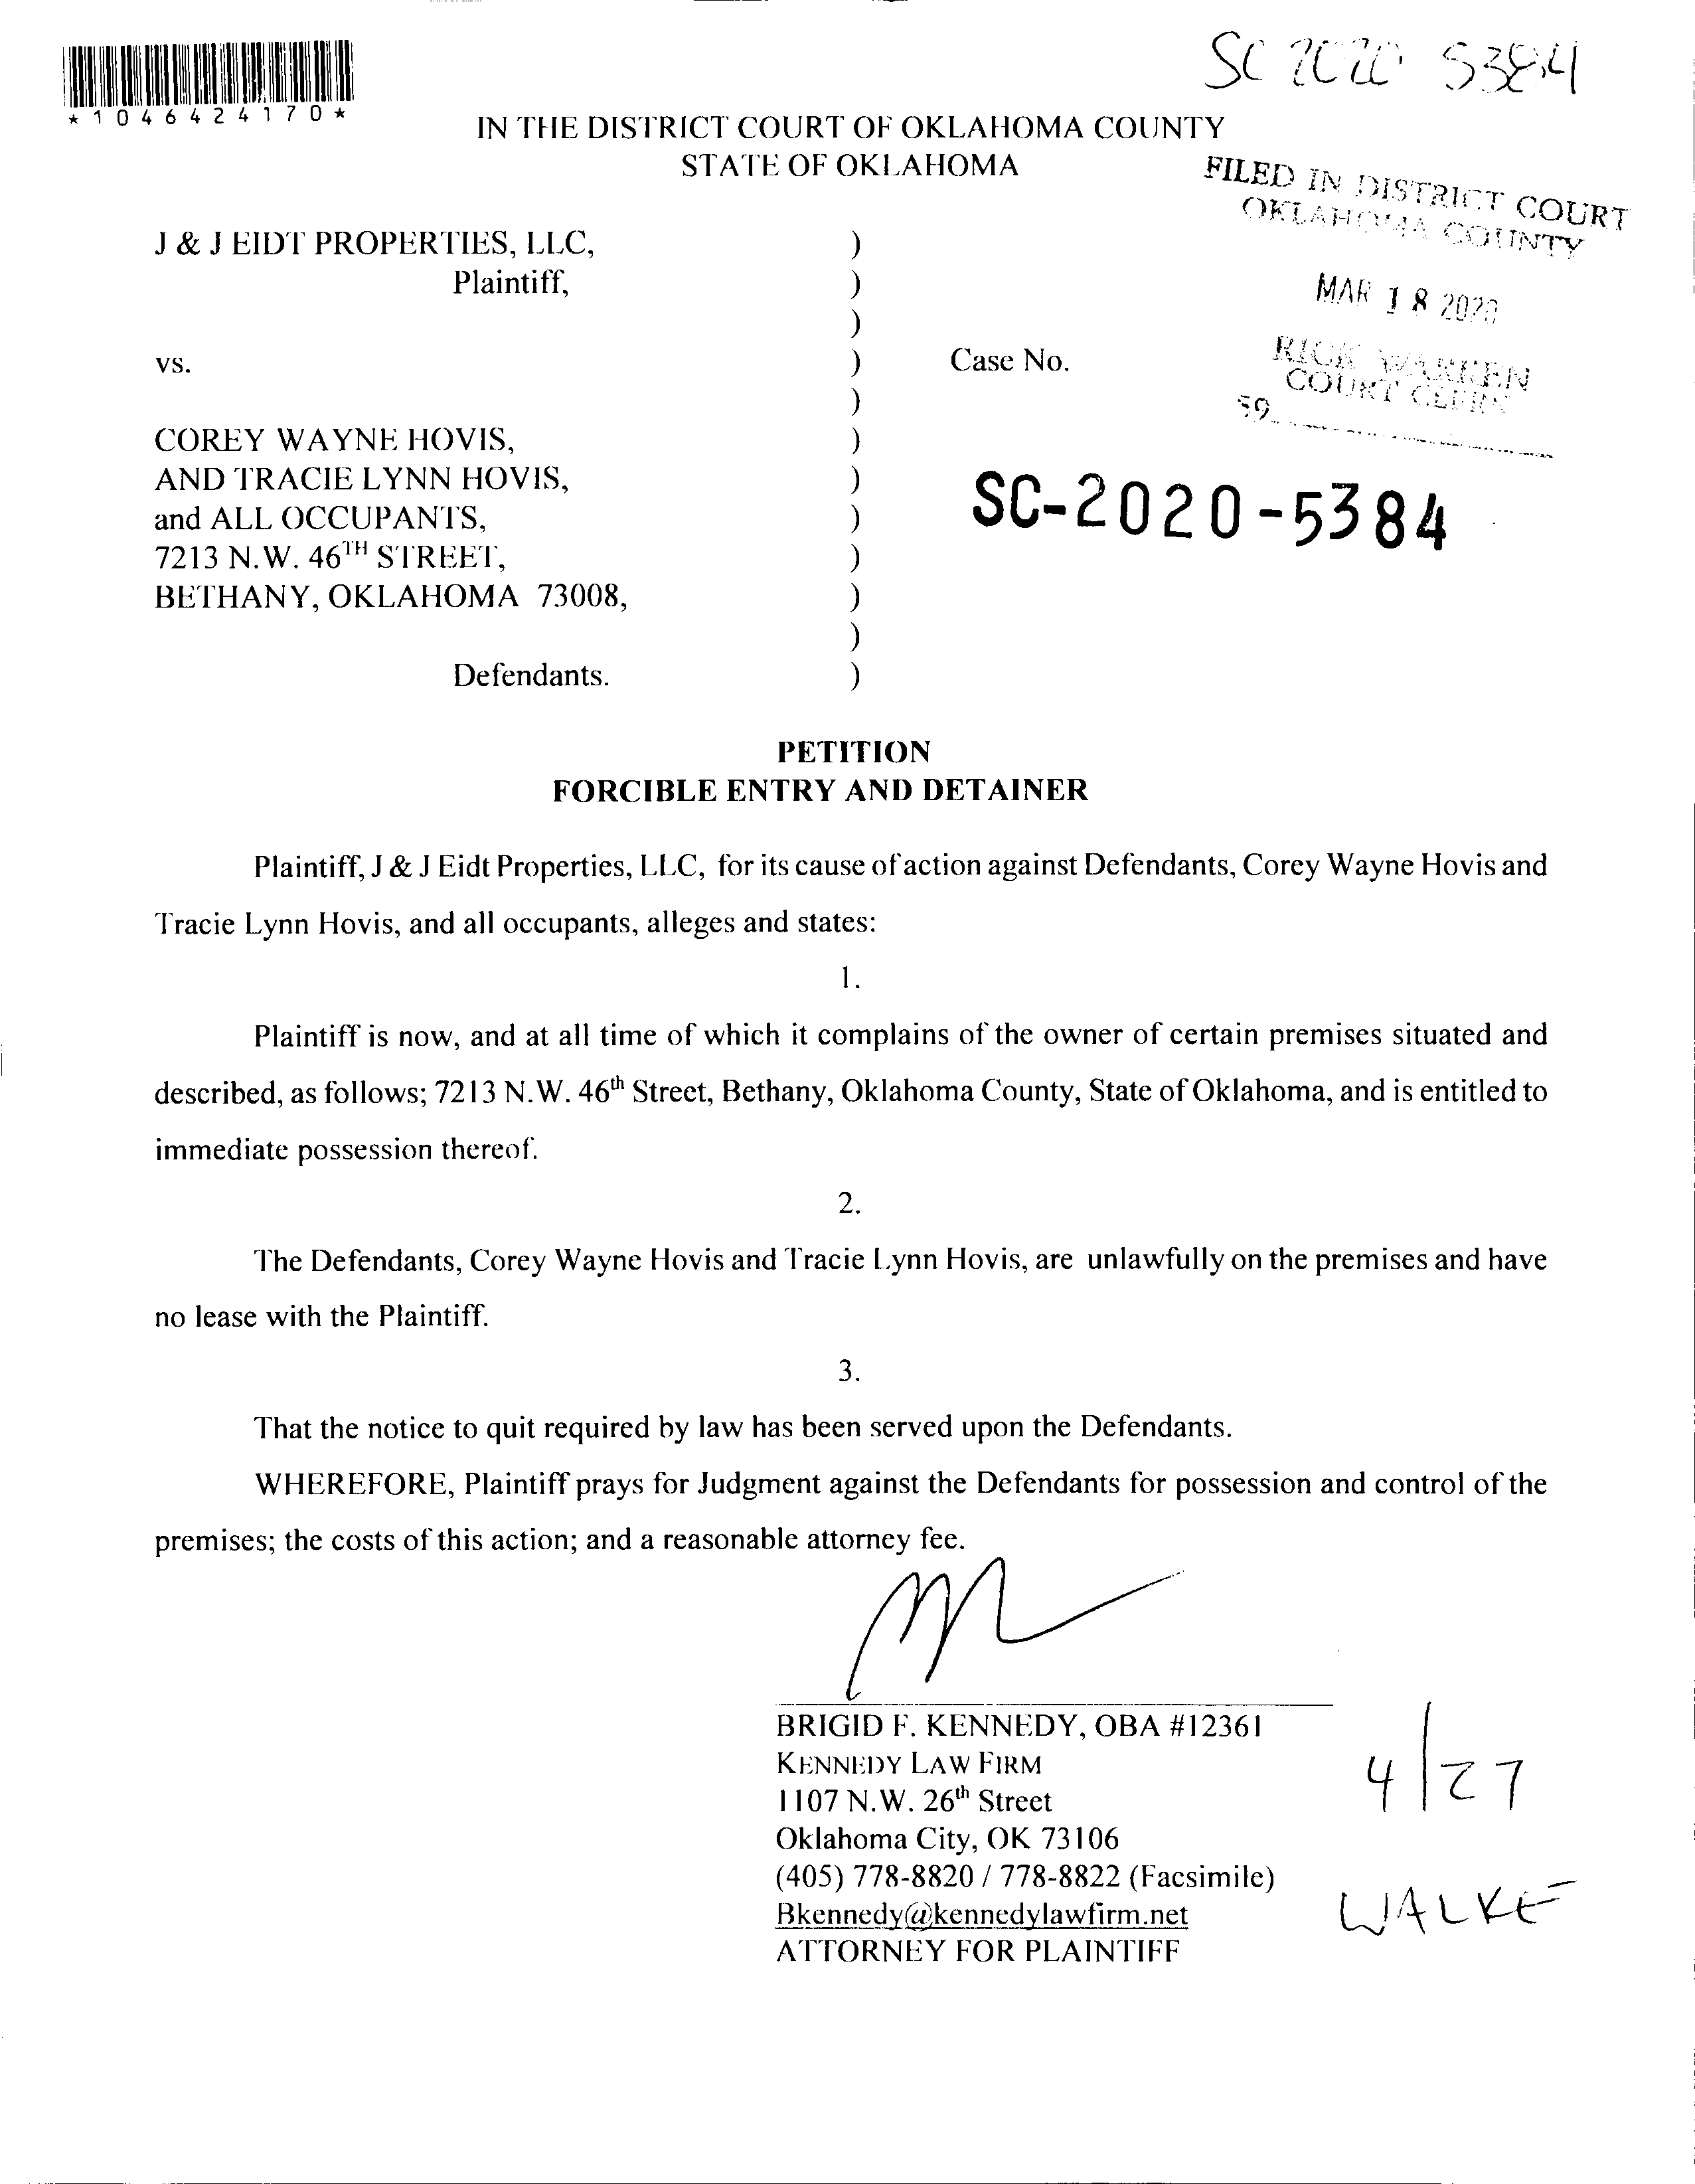 SC 2020 5384
*1046424170*
IN THE DISTRICT COURT OF OKLAHOMA COUNTY
STATE OF OKLAHOMA
FILED IN DISTRICT COURT
OKLAHOMA COUNTY
MAR 18 2020
RICK WARREN
COURT CLERK
59
J & J EIDT PROPERTIES, LLC, )
Plaintiff, )
)
vs. ) Case No.
)
COREY WAYNE HOVIS, )
AND TRACIE LYNN HOVIS, )
and ALL OCCUPANTS, ) SC-2020-5384
7213 N.W. 46TH STREET, )
BETHANY, OKLAHOMA 73008, )
)
Defendants. )
PETITION
FORCIBLE ENTRY AND DETAINER
Plaintiff, J & J Eidt Properties, LLC, for its cause of action against Defendants, Corey Wayne Hovis and
Tracie Lynn Hovis, and all occupants, alleges and states:
1.
Plaintiff is now, and at all time of which it complains of the owner of certain premises situated and
described, as follows; 7213 N.W. 46th Street, Bethany, Oklahoma County, State of Oklahoma, and is entitled to
immediate possession thereof.
2.
The Defendants, Corey Wayne Hovis and Tracie Lynn Hovis, are unlawfully on the premises and have
no lease with the Plaintiff.
3.
That the notice to quit required by law has been served upon the Defendants.
WHEREFORE, Plaintiff prays for Judgment against the Defendants for possession and control of the
premises; the costs of this action; and a reasonable attorney fee.
BRIGID F. KENNEDY, OBA #12361
KENNEDY LAW FIRM
1107 N.W. 26th Street
Oklahoma City, OK 73106
(405) 778-8820 / 778-8822 (Facsimile)
Bkennedy@kennedylawfirm.net
ATTORNEY FOR PLAINTIFF
4/27
WALKE